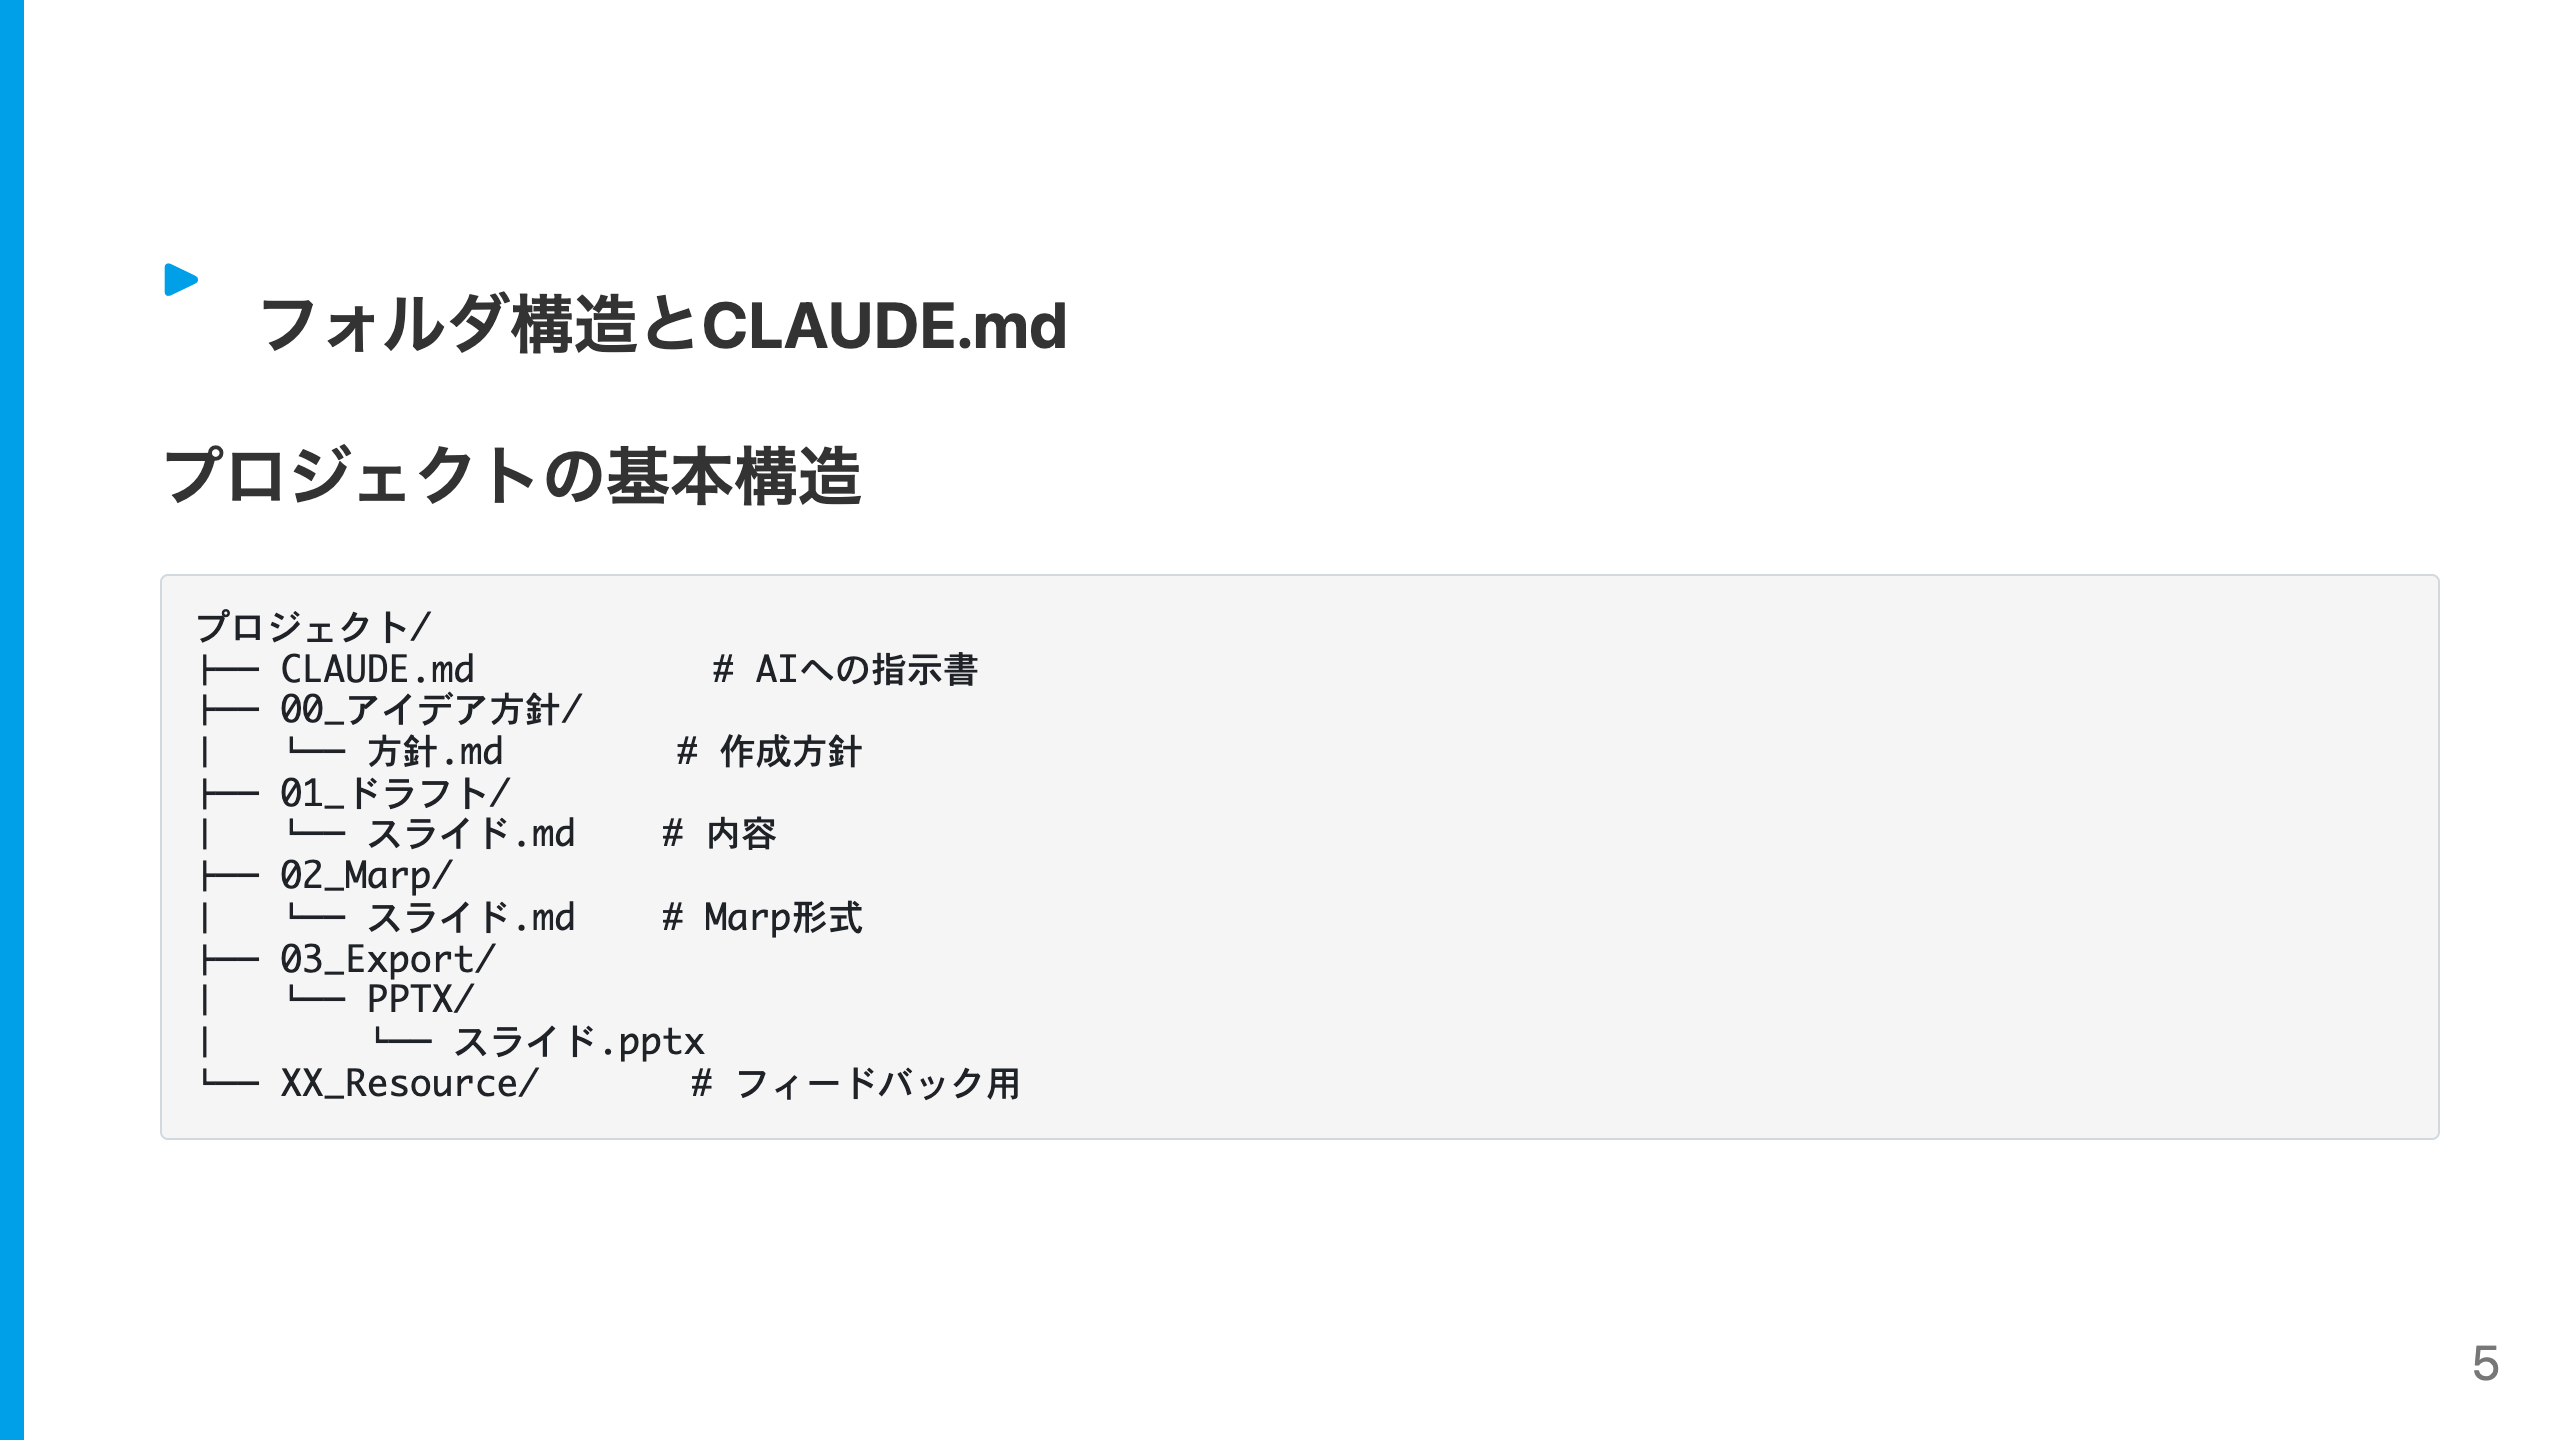 ▶ フォルダ構造とCLAUDE.md
プロジェクトの基本構造
プロジェクト/
├── CLAUDE.md           # AIへの指示書
├── 00_アイデア方針/
│   └── 方針.md        # 作成方針
├── 01_ドラフト/
│   └── スライド.md    # 内容
├── 02_Marp/
│   └── スライド.md    # Marp形式
├── 03_Export/
│   └── PPTX/
│       └── スライド.pptx
└── XX_Resource/       # フィードバック用
5